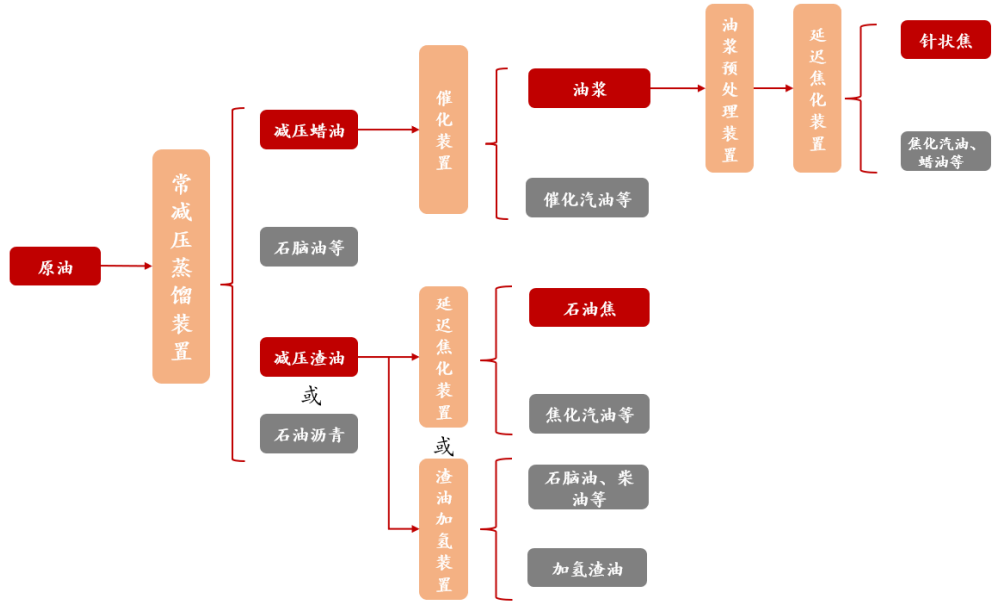 原油
常减压蒸馏装置
减压蜡油
石脑油等
减压渣油
或
石油沥青
催化装置
油浆
催化汽油等
油浆预处理装置
延迟焦化装置
针状焦
焦化汽油、
蜡油等
延迟焦化装置
石油焦
焦化汽油等
或
渣油加氢装置
石脑油、柴
油等
加氢渣油